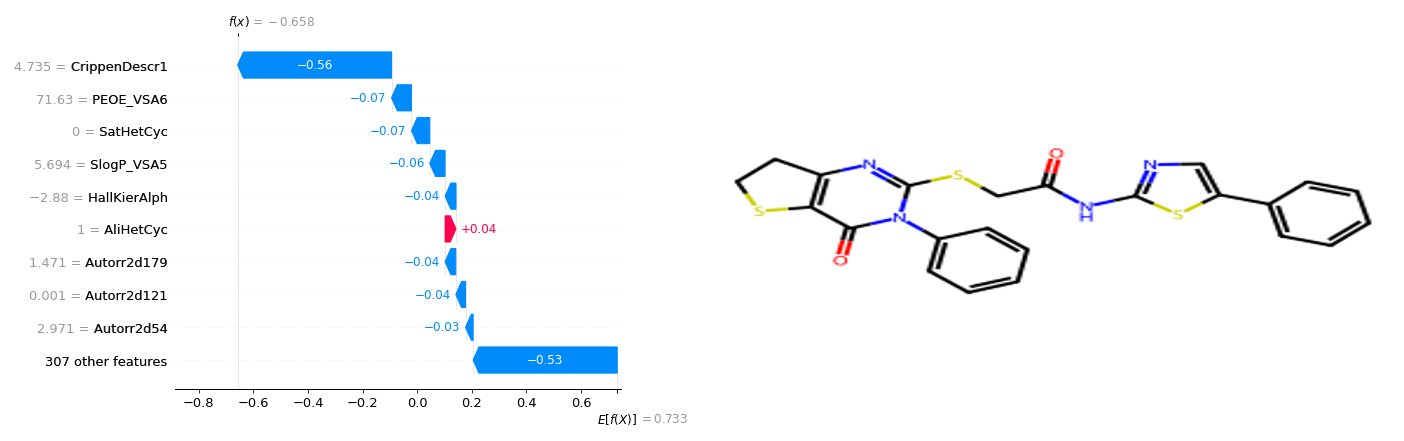 f(x) = −0.658
4.735 = CrippenDescr1
−0.56
71.63 = PEOE_VSA6
−0.07
0 = SatHetCyc
−0.07
5.694 = SlogP_VSA5
−0.06
−2.88 = HallKierAlph
−0.04
1 = AliHetCyc
+0.04
1.471 = Autorr2d179
−0.04
0.001 = Autorr2d121
−0.04
2.971 = Autorr2d54
−0.03
307 other features
−0.53
−0.8 −0.6 −0.4 −0.2 0.0 0.2 0.4 0.6
E[f(X)] = 0.733
O
N
N
S
N
H
S
S
N
O